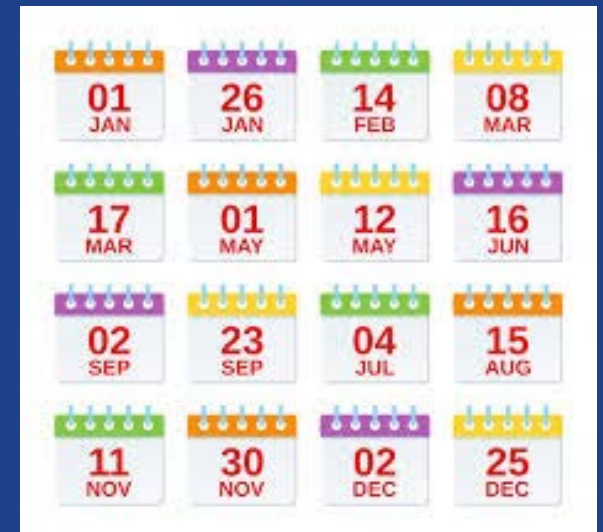 01
JAN
26
JAN
14
FEB
08
MAR
17
MAR
01
MAY
12
MAY
16
JUN
02
SEP
23
SEP
04
JUL
15
AUG
11
NOV
30
NOV
02
DEC
25
DEC